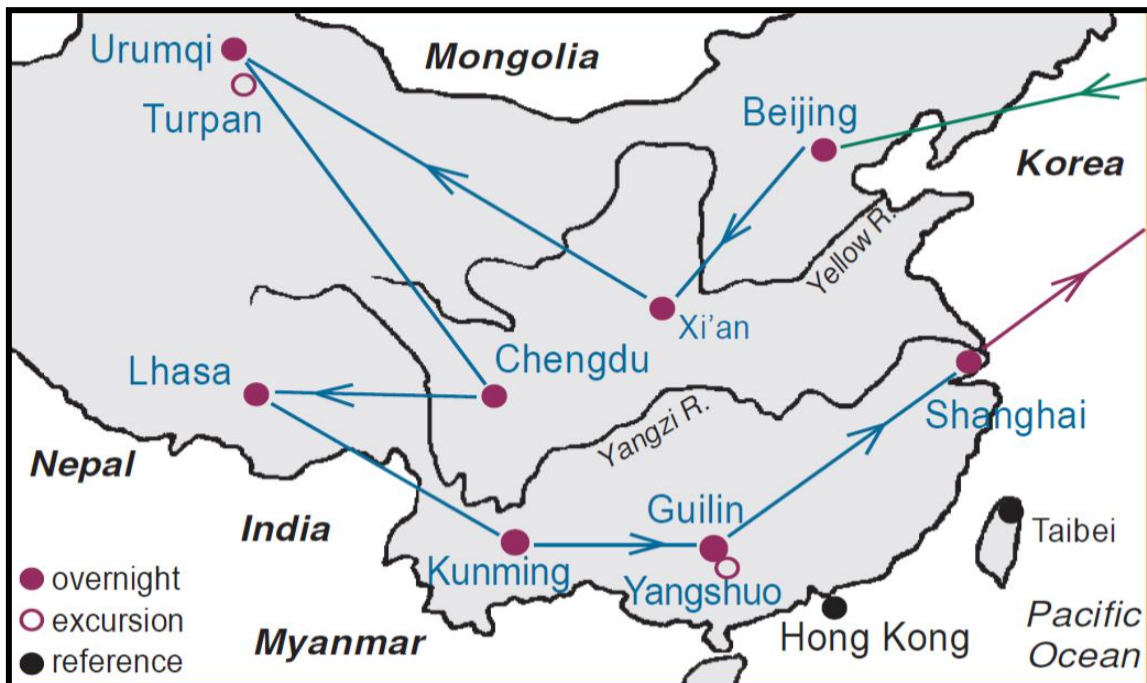 Urumqi
Mongolia
Turpan
Beijing
Korea
Yellow R.
Xi'an
Chengdu
Lhasa
Shanghai
Yangzi R.
Nepal
Guilin
India
Taibei
Kunming
Yangshuo
overnight
excursion
reference
Myanmar
Hong Kong
Pacific
Ocean